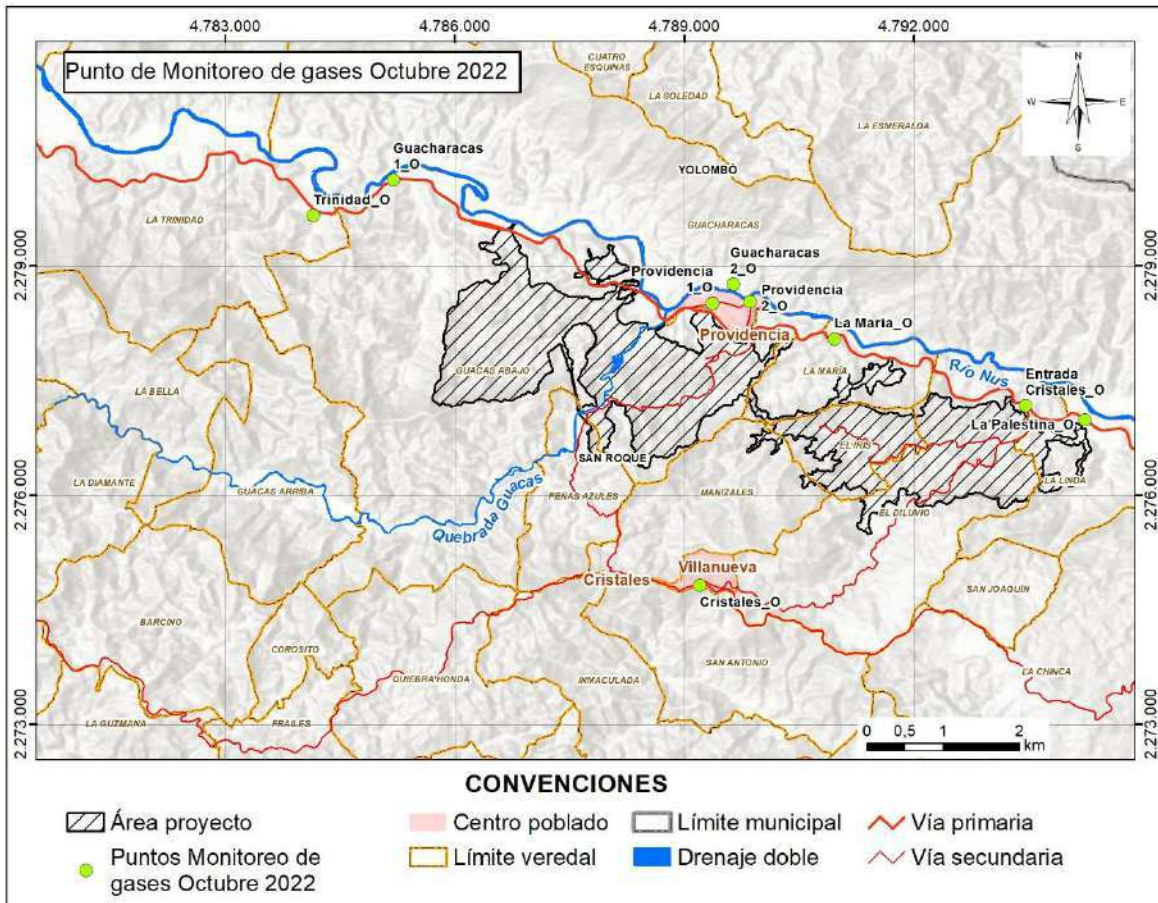 4.783.000
4.786.000
4.789.000
4.792.000
Punto de Monitoreo de gases Octubre 2022
N
W
E
S
CUATRO
ESQUINAS
LA SOLEDAD
LA ESMERALDA
YOLOMBÓ
Guacharacas
1_O
Trinidad_O
LA TRINIDAD
GUACHARACAS
2.279.000
2.279.000
Guacharacas
2_O
Providencia
1_O
Providencia
2_O
Providencia
La María_O
Río Nus
Entrada
Cristales_O
La Palestina_O
GUACAS ABAJO
LA MARÍA
LA BELLA
EL IRIS
SAN ROQUE
LA DIAMANTE
GUACAS ARRIBA
Quebrada Guacas
PEÑAS AZULES
MANIZALES
EL DILUVIO
LA LINDA
2.276.000
2.276.000
Villanueva
Cristales
Cristales_O
SAN JOAQUÍN
BARCINO
COROSITO
QUIEBRA HONDA
INMACULADA
SAN ANTONIO
LA CHINCA
LA GUZMANA
FRAILES
2.273.000
2.273.000
0 0,5 1 2
km
CONVENCIONES
Área proyecto
Centro poblado
Límite municipal
Vía primaria
Puntos Monitoreo de
gases Octubre 2022
Límite veredal
Drenaje doble
Vía secundaria